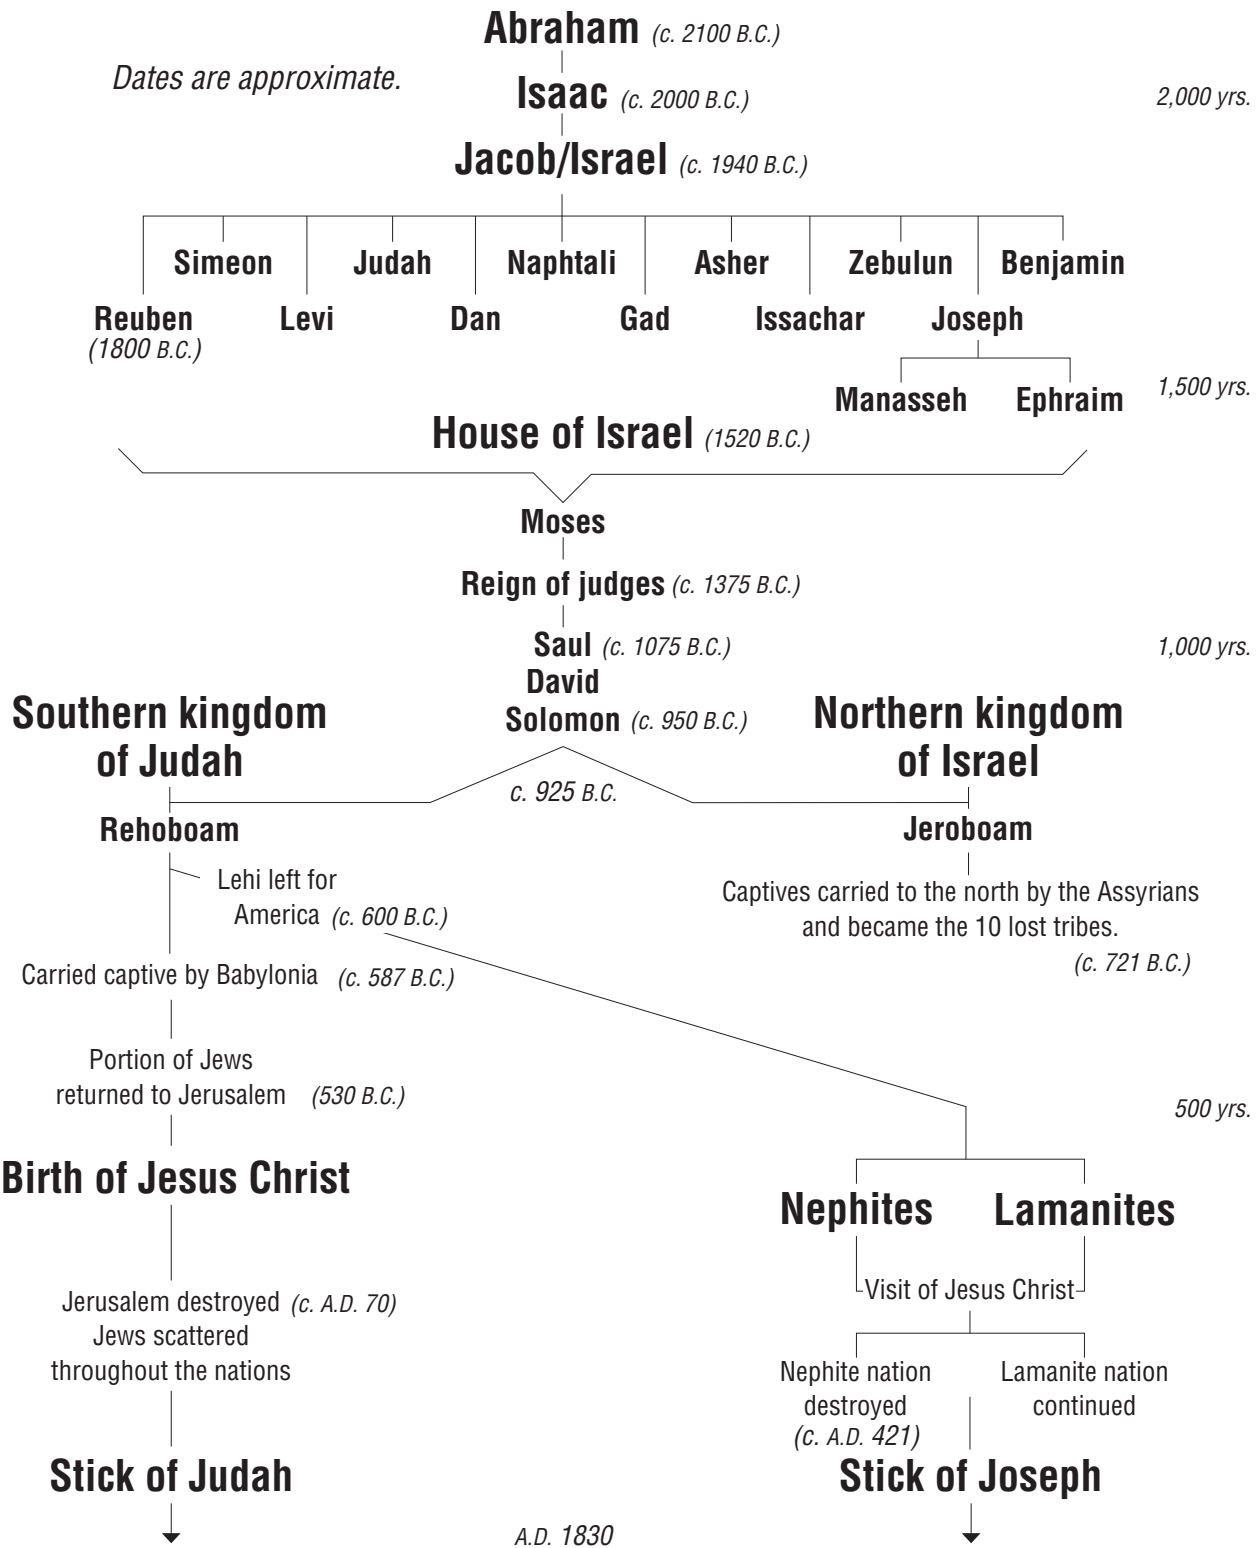 Abraham (c. 2100 B.C.)
Dates are approximate.
Isaac (c. 2000 B.C.)
2,000 yrs.
Jacob/Israel (c. 1940 B.C.)
Simeon Judah Naphtali Asher Zebulun Benjamin
Reuben Levi Dan Gad Issachar Joseph
(1800 B.C.)
Manasseh Ephraim
1,500 yrs.
House of Israel (1520 B.C.)
Moses
Reign of judges (c. 1375 B.C.)
Saul (c. 1075 B.C.)
1,000 yrs.
David
Solomon (c. 950 B.C.)
Southern kingdom
of Judah
Northern kingdom
of Israel
c. 925 B.C.
Rehoboam
Jeroboam
Lehi left for
America (c. 600 B.C.)
Captives carried to the north by the Assyrians
and became the 10 lost tribes.
(c. 721 B.C.)
Carried captive by Babylonia (c. 587 B.C.)
Portion of Jews
returned to Jerusalem (530 B.C.)
500 yrs.
Birth of Jesus Christ
Nephites Lamanites
Visit of Jesus Christ
Jerusalem destroyed (c. A.D. 70)
Jews scattered
throughout the nations
Nephite nation
destroyed
(c. A.D. 421)
Lamanite nation
continued
Stick of Judah
Stick of Joseph
A.D. 1830